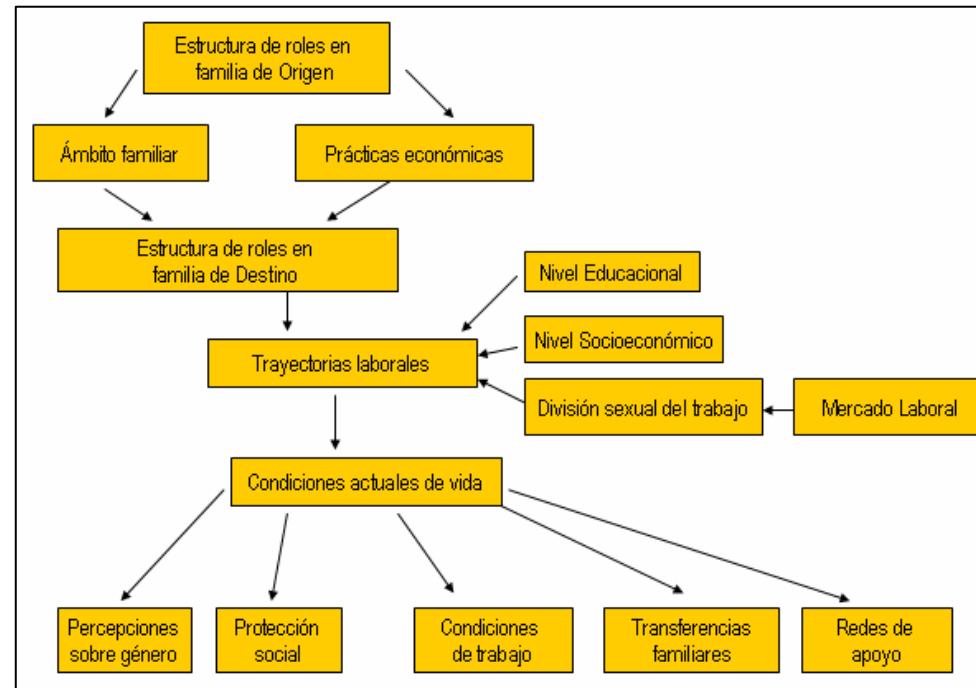 Estructura de roles en
familia de Origen
Ámbito familiar
Prácticas económicas
Estructura de roles en
familia de Destino
Nivel Educacional
Nivel Socioeconómico
Trayectorias laborales
División sexual del trabajo
Mercado Laboral
Condiciones actuales de vida
Percepciones
sobre género
Protección
social
Condiciones
de trabajo
Transferencias
familiares
Redes de
apoyo